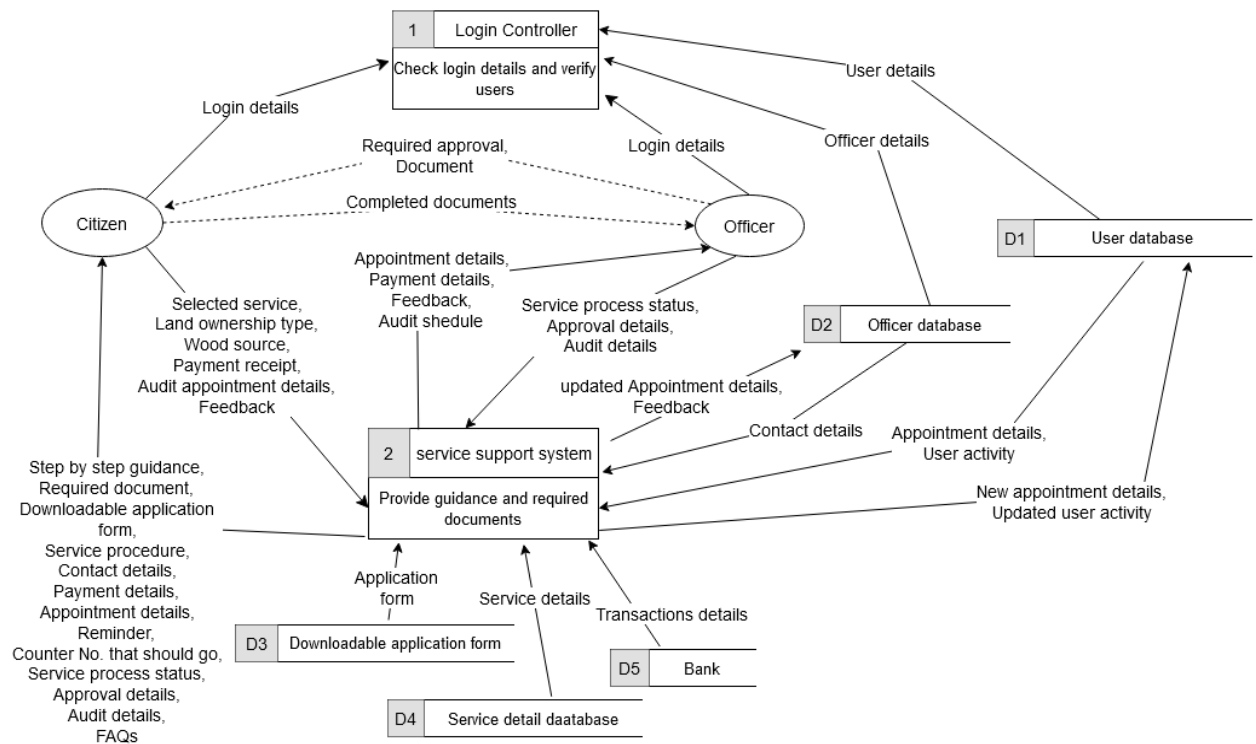 1
Login Controller
Check login details and verify
users
User details
Login details
Officer details
Login details
Required approval,
Document
Completed documents
Citizen
Officer
D1
User database
Appointment details,
Payment details,
Feedback,
Audit shedule
Service process status,
Approval details,
Audit details
Selected service,
Land ownership type,
Wood source,
Payment receipt,
Audit appointment details,
Feedback
D2
Officer database
updated Appointment details,
Feedback
Contact details
Appointment details,
User activity
2
service support system
Provide guidance and required
documents
New appointment details,
Updated user activity
Step by step guidance,
Required document,
Downloadable application
form,
Service procedure,
Contact details,
Payment details,
Appointment details,
Reminder,
Counter No. that should go,
Service process status,
Approval details,
Audit details,
FAQs
Application
form
Service details
Transactions details
D3
Downloadable application form
D5
Bank
D4
Service detail daatabase